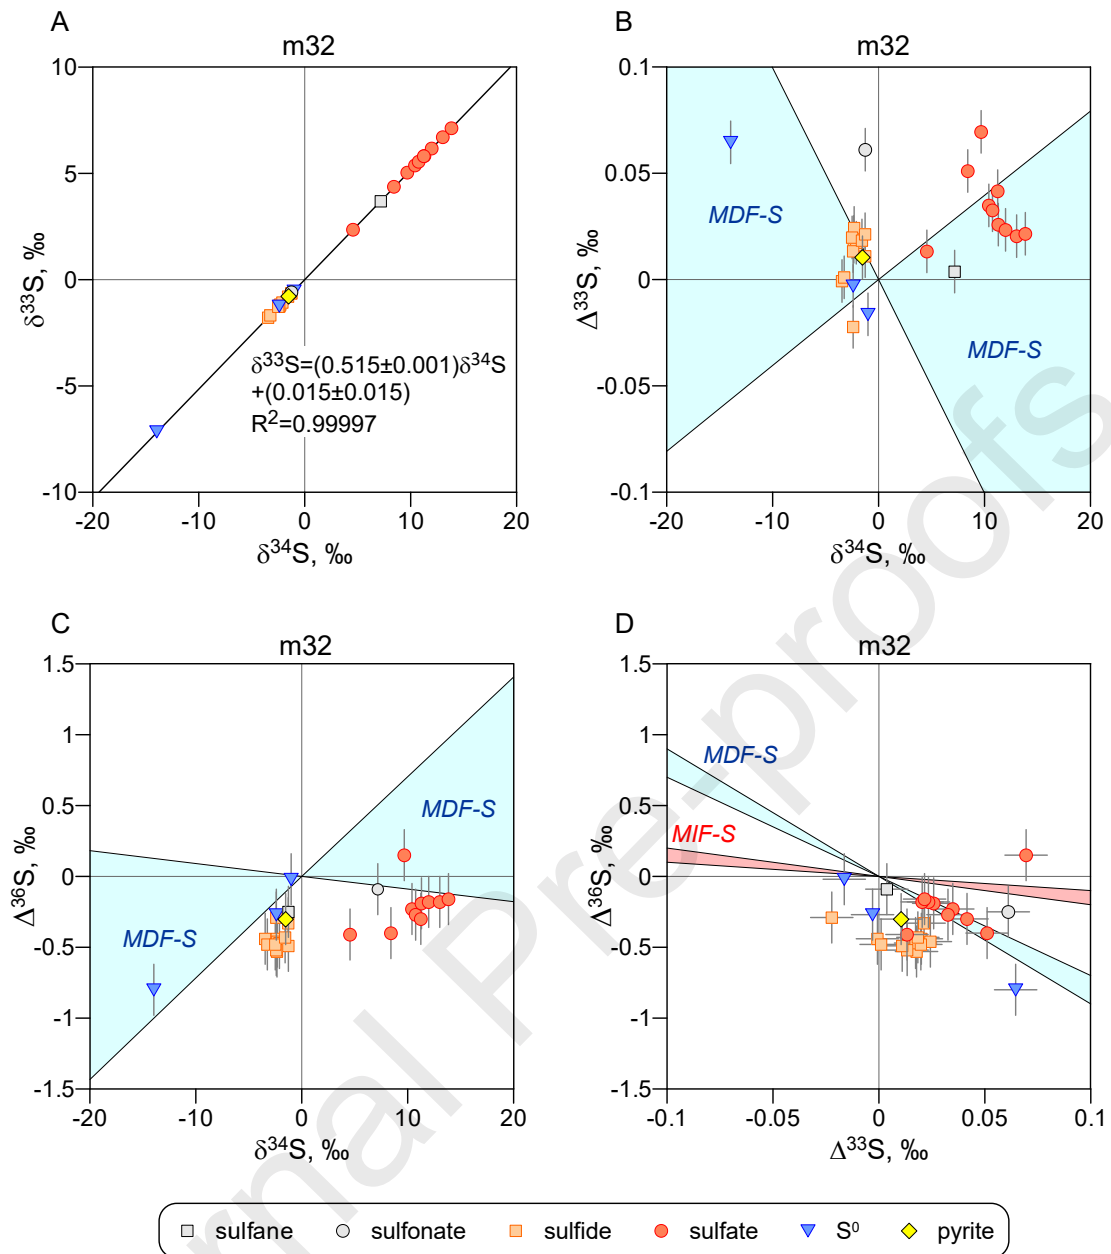 A
m32
10
5
0
-5
-10
-20
-10
0
10
20
δ³³S, ‰
δ³⁴S, ‰
δ³³S=(0.515±0.001)δ³⁴S
+(0.015±0.015)
R²=0.99997
B
m32
0.1
0.05
0
-0.05
-0.1
-20
-10
0
10
20
Δ³³S, ‰
δ³⁴S, ‰
MDF-S
MDF-S
C
m32
1.5
1
0.5
0
-0.5
-1
-1.5
-20
-10
0
10
20
Δ³⁶S, ‰
δ³⁴S, ‰
MDF-S
MDF-S
D
m32
1.5
1
0.5
0
-0.5
-1
-1.5
-0.1
-0.05
0
0.05
0.1
Δ³⁶S, ‰
Δ³³S, ‰
MDF-S
MIF-S
sulfane sulfonate sulfide sulfate S⁰ pyrite
rnal Pre-proofs